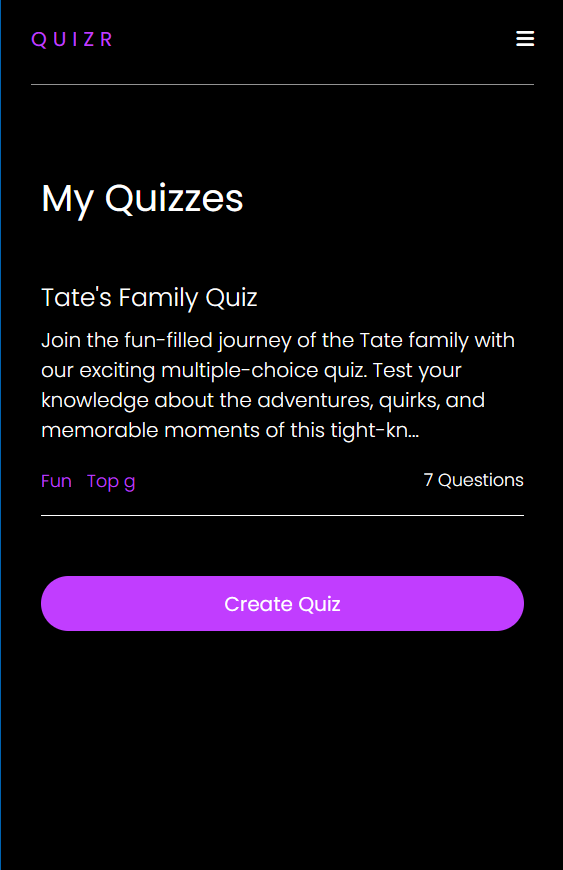 QUIZR
My Quizzes
Tate's Family Quiz
Join the fun-filled journey of the Tate family with
our exciting multiple-choice quiz. Test your
knowledge about the adventures, quirks, and
memorable moments of this tight-kn...
Fun Top g 7 Questions
Create Quiz